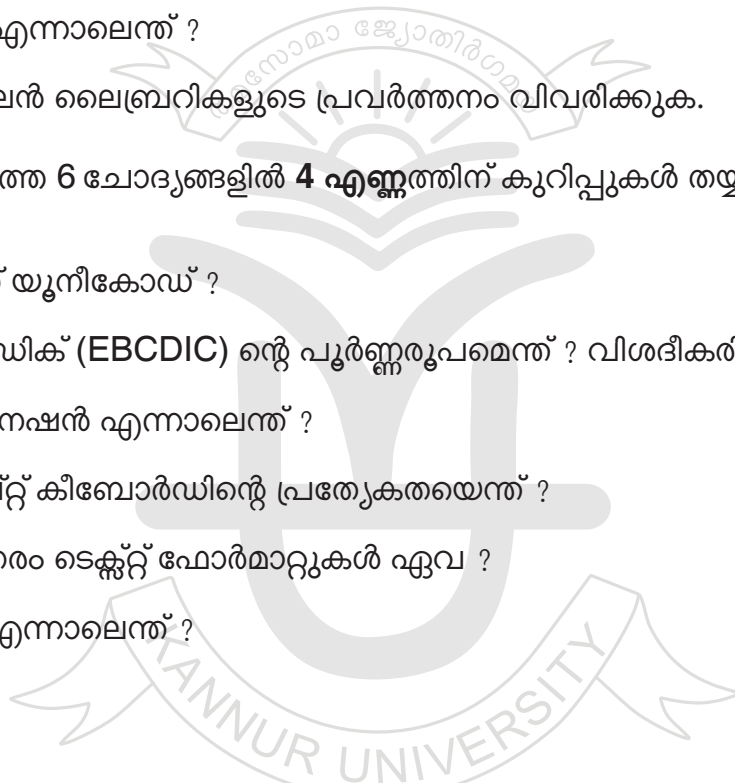 എന്നാലെന്ത് ?
ലൻ ലൈബ്രറികളുടെ പ്രവർത്തനം വിവരിക്കുക.
ത്ത 6 ചോദ്യങ്ങളിൽ 4 എണ്ണത്തിന് കുറിപ്പുകൾ തയ്യ
് യൂനീകോഡ് ?
ഡിക് (EBCDIC) ന്റെ പൂർണ്ണരൂപമെന്ത് ? വിശദീകരി
നേഷൻ എന്നാലെന്ത് ?
റ്റ് കീബോർഡിന്റെ പ്രത്യേകതയെന്ത് ?
രം ടെക്സ്റ്റ് ഫോർമാറ്റുകൾ ഏവ ?
എന്നാലെന്ത് ?
KANNUR UNIVERSITY